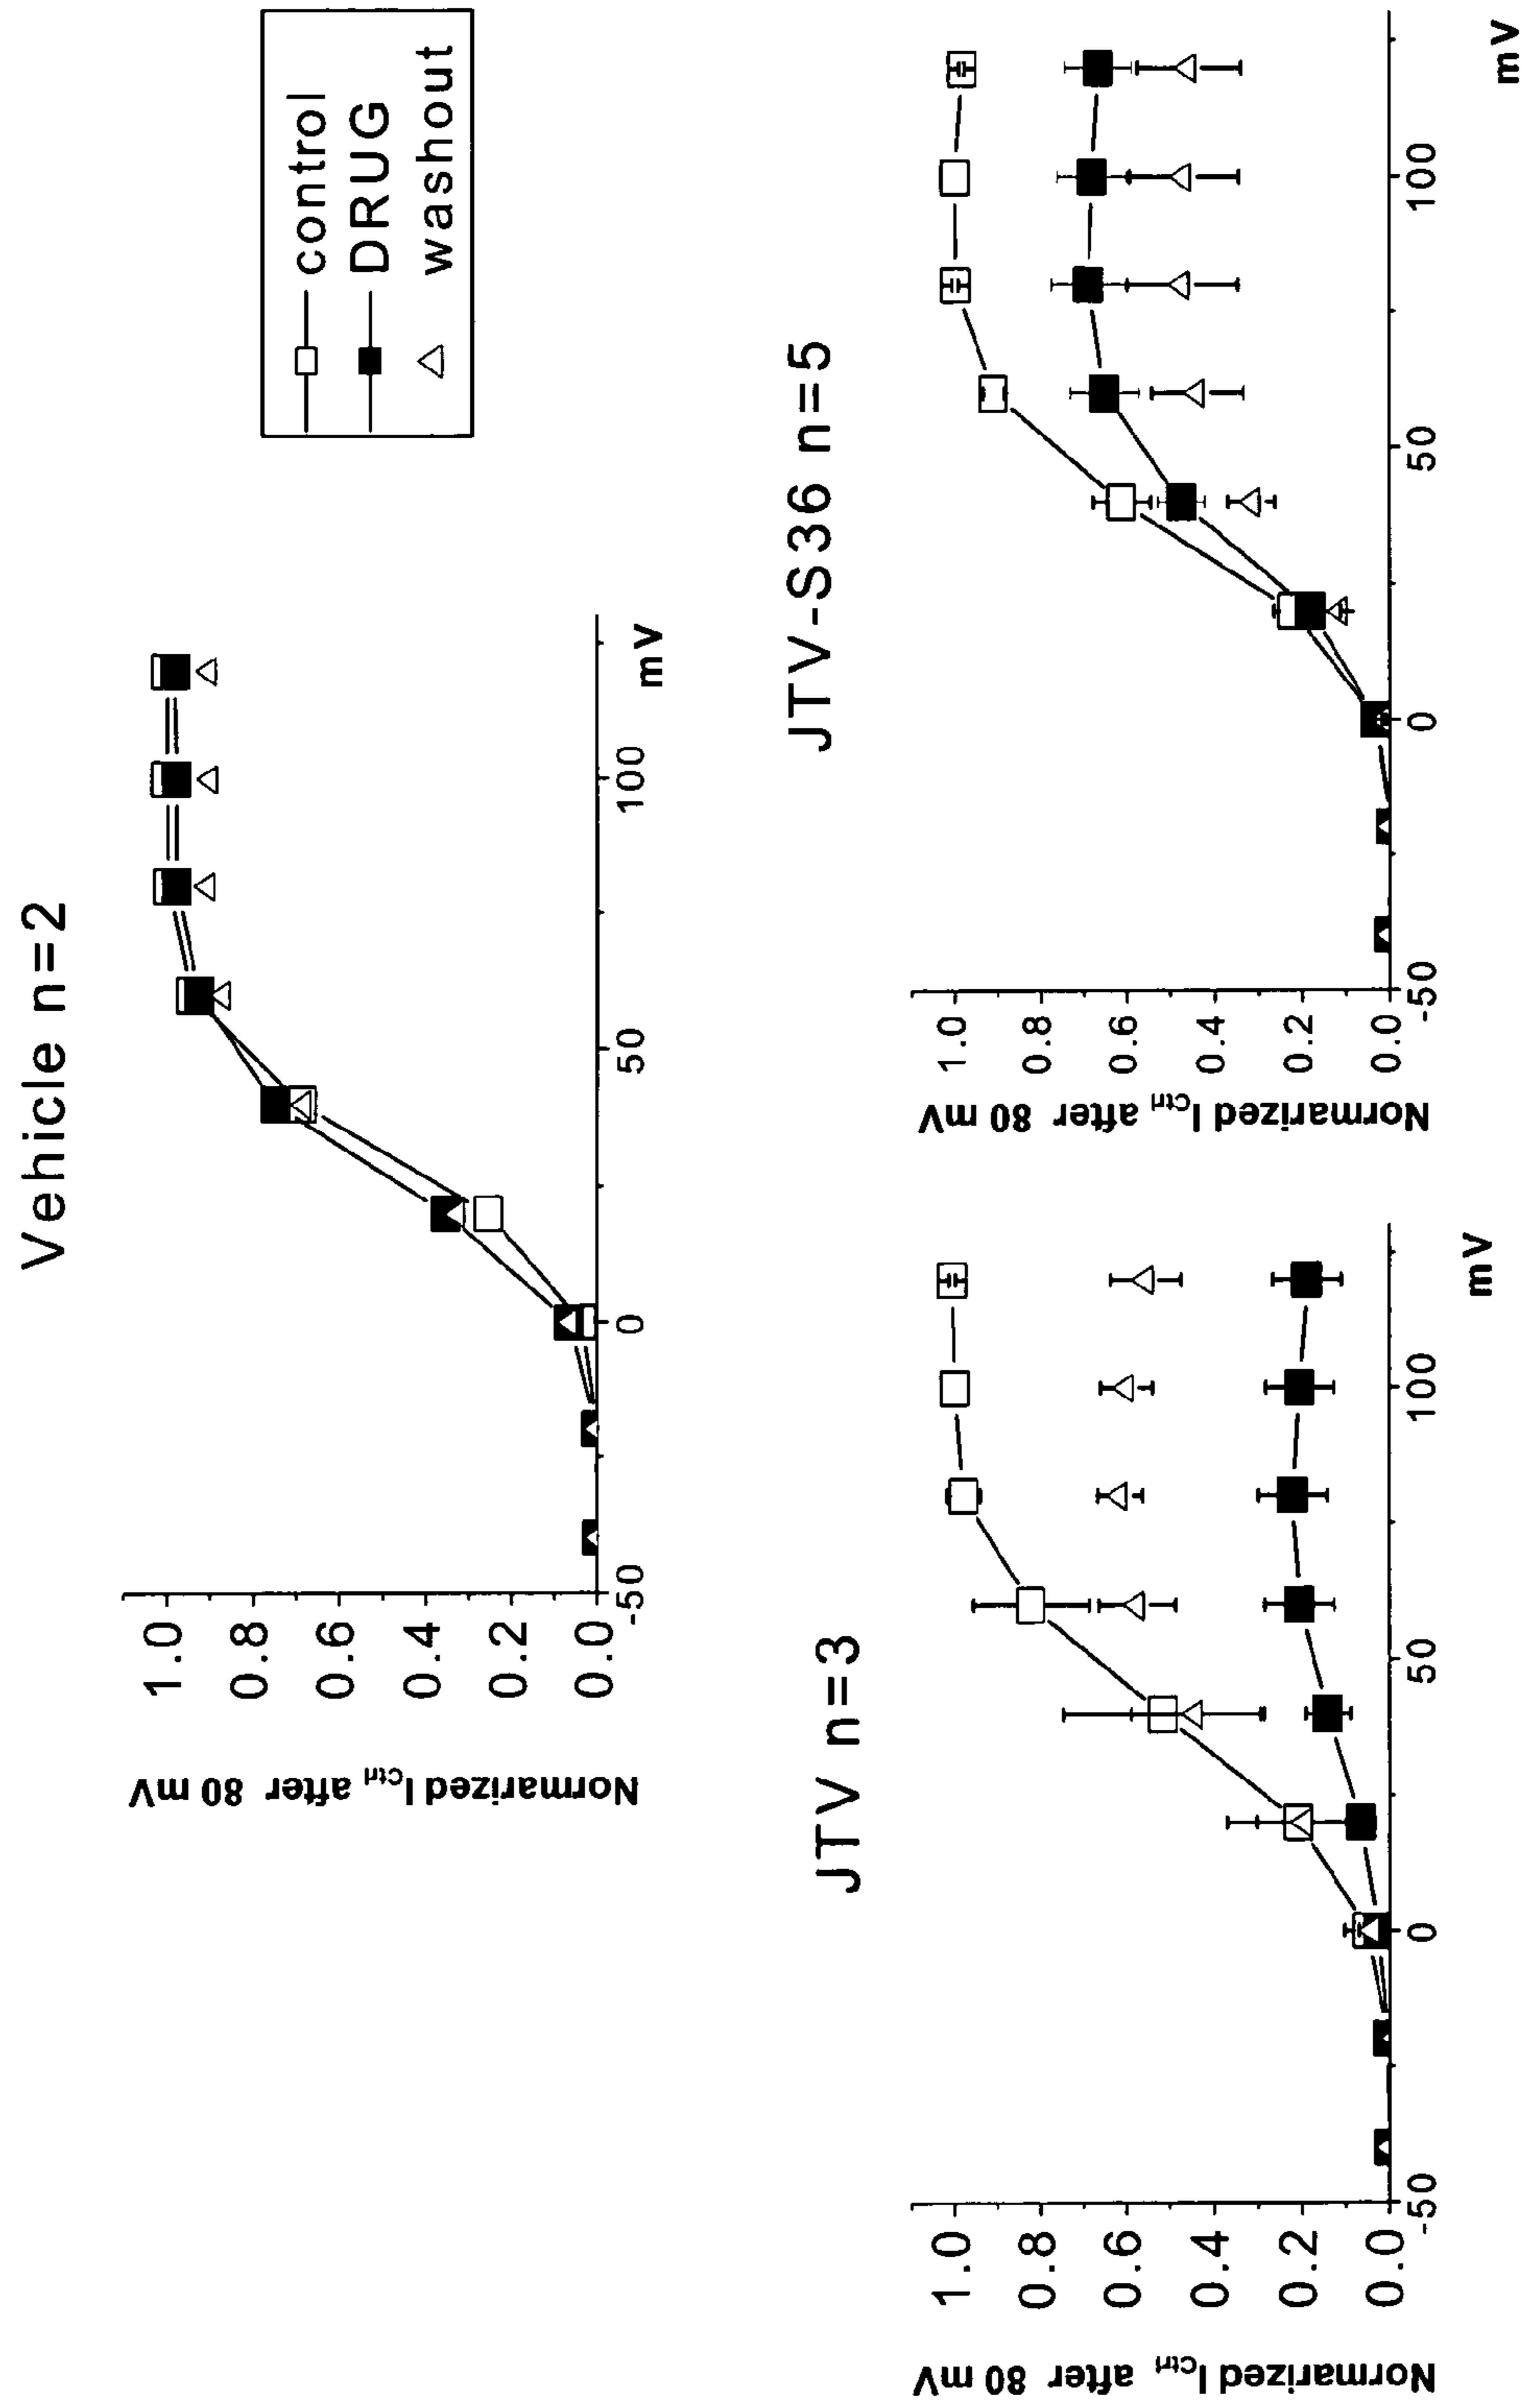 Vehicle n=2
Normarized I Ctrl after 80 mV
1.0
0.8
0.6
0.4
0.2
0.0
-50
0
50
100
mV
control
DRUG
washout
JTV n=3
Normarized I Ctrl after 80 mV
1.0
0.8
0.6
0.4
0.2
0.0
-50
0
50
100
mV
JTV-S36 n=5
Normarized I Ctrl after 80 mV
1.0
0.8
0.6
0.4
0.2
0.0
-50
0
50
100
mV